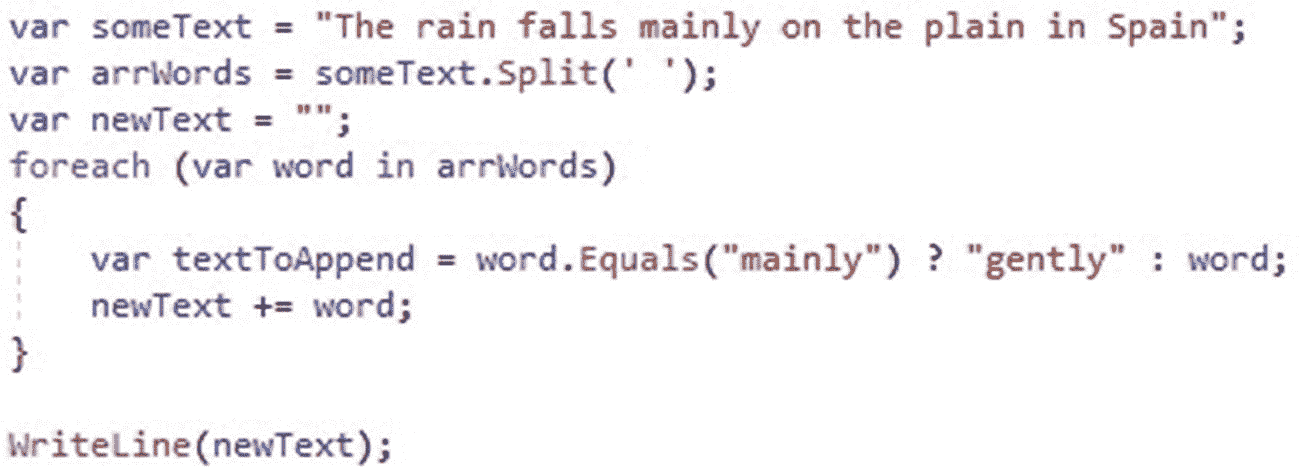 var someText = "The rain falls mainly on the plain in Spain";
var arrWords = someText.Split(' ');
var newText = "";
foreach (var word in arrWords)
{
    var textToAppend = word.Equals("mainly") ? "gently" : word;
    newText += word;
}
WriteLine(newText);